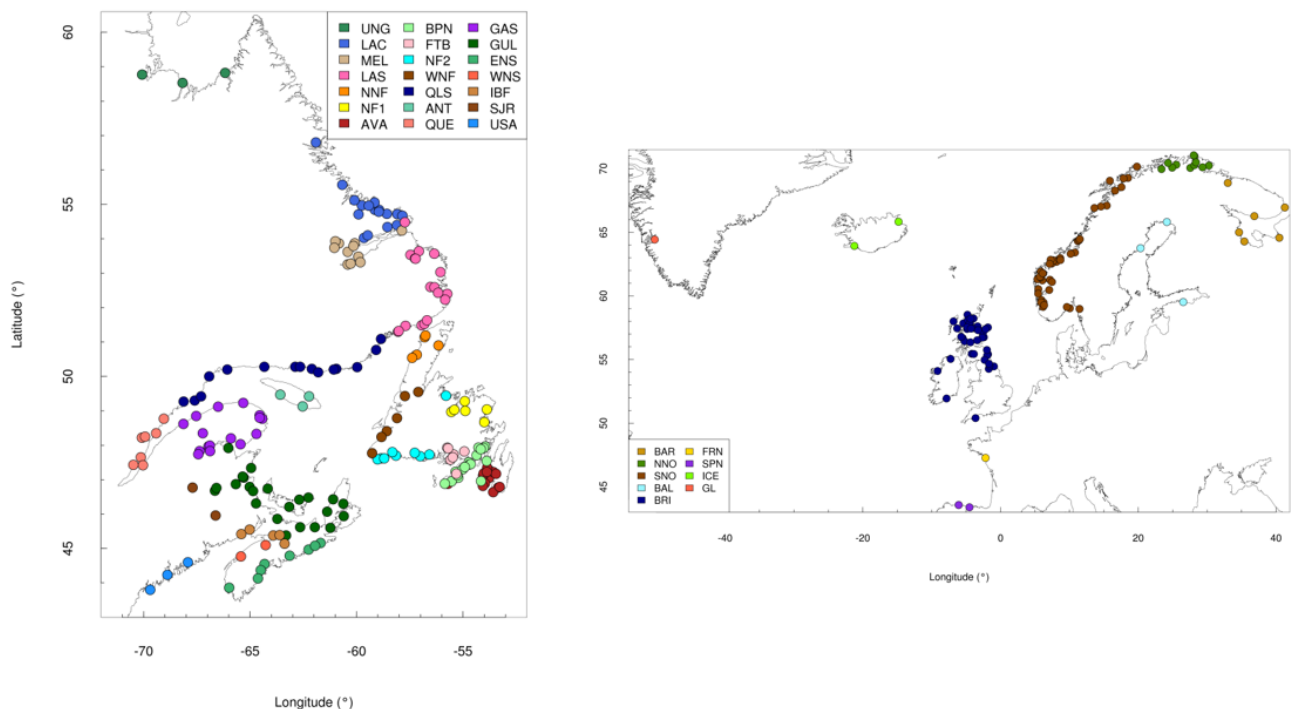 60
55
50
45
Latitude (°)
-70 -65 -60 -55
Longitude (°)
UNG BPN GAS
LAC FTB GUL
MEL NF2 ENS
LAS WNF WNS
NNF QLS IBF
NF1 ANT SJR
AVA QUE USA
70
65
60
55
50
45
BAR FRN
NNO SPN
SNO ICE
BAL GL
BRI
-40 -20 0 20 40
Longitude (°)